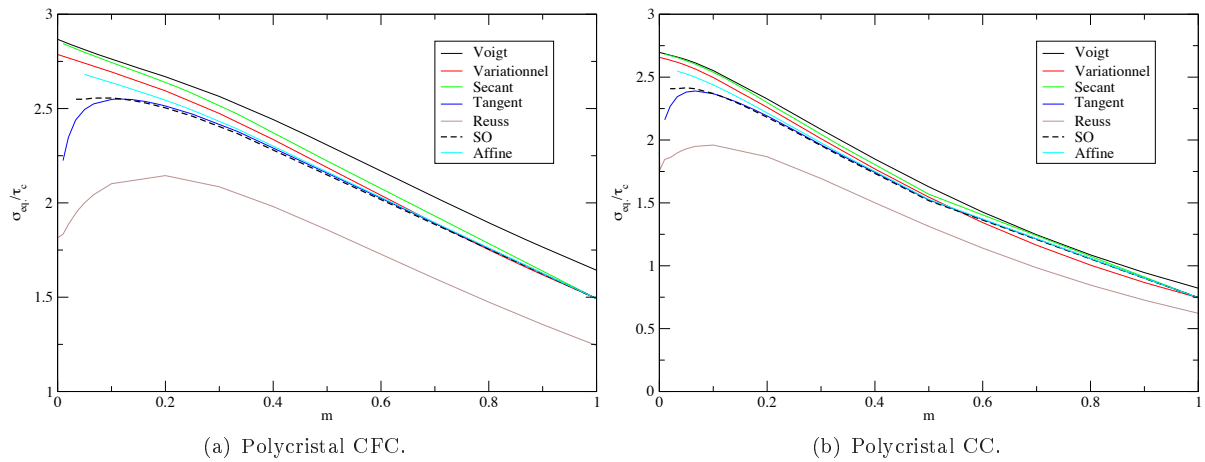 3
2.5
2
1.5
1
σeq./τc
0
0.2
0.4
0.6
0.8
1
m
Voigt
Variationnel
Secant
Tangent
Reuss
SO
Affine
(a) Polycristal CFC.
3
2.5
2
1.5
1
0.5
0
σeq./τc
0
0.2
0.4
0.6
0.8
1
m
Voigt
Variationnel
Secant
Tangent
Reuss
SO
Affine
(b) Polycristal CC.